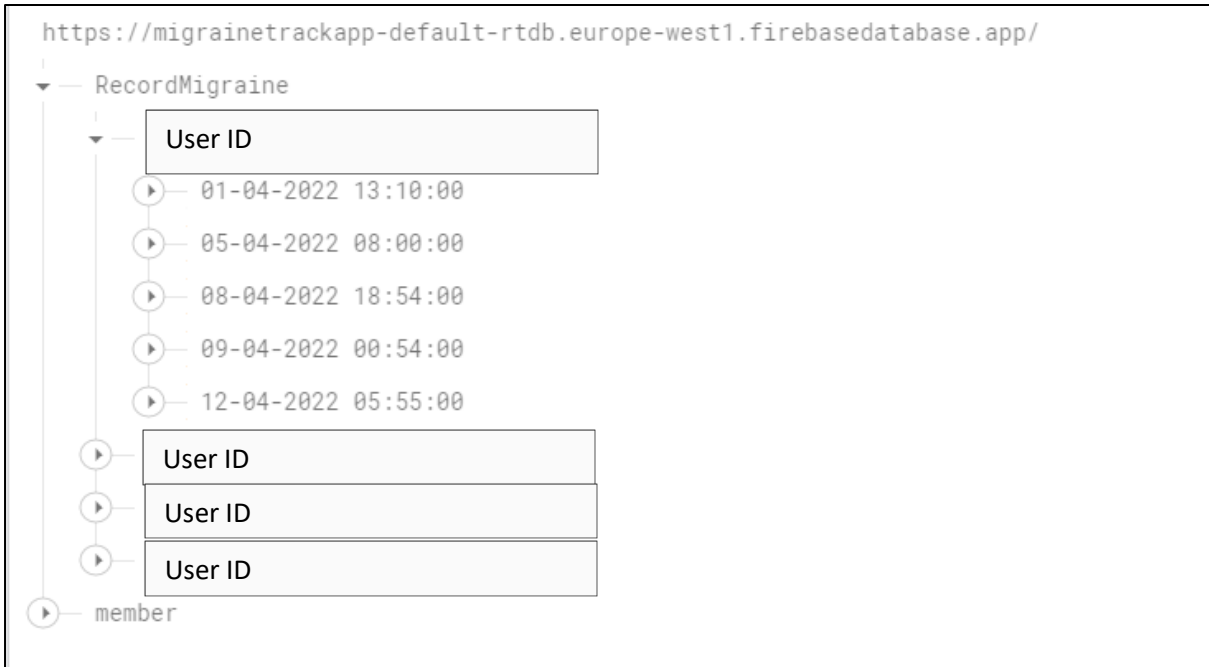 https://migrainetrackapp-default-rtdb.europe-west1.firebasedatabase.app/
RecordMigraine
User ID
01-04-2022 13:10:00
05-04-2022 08:00:00
08-04-2022 18:54:00
09-04-2022 00:54:00
12-04-2022 05:55:00
User ID
User ID
User ID
member